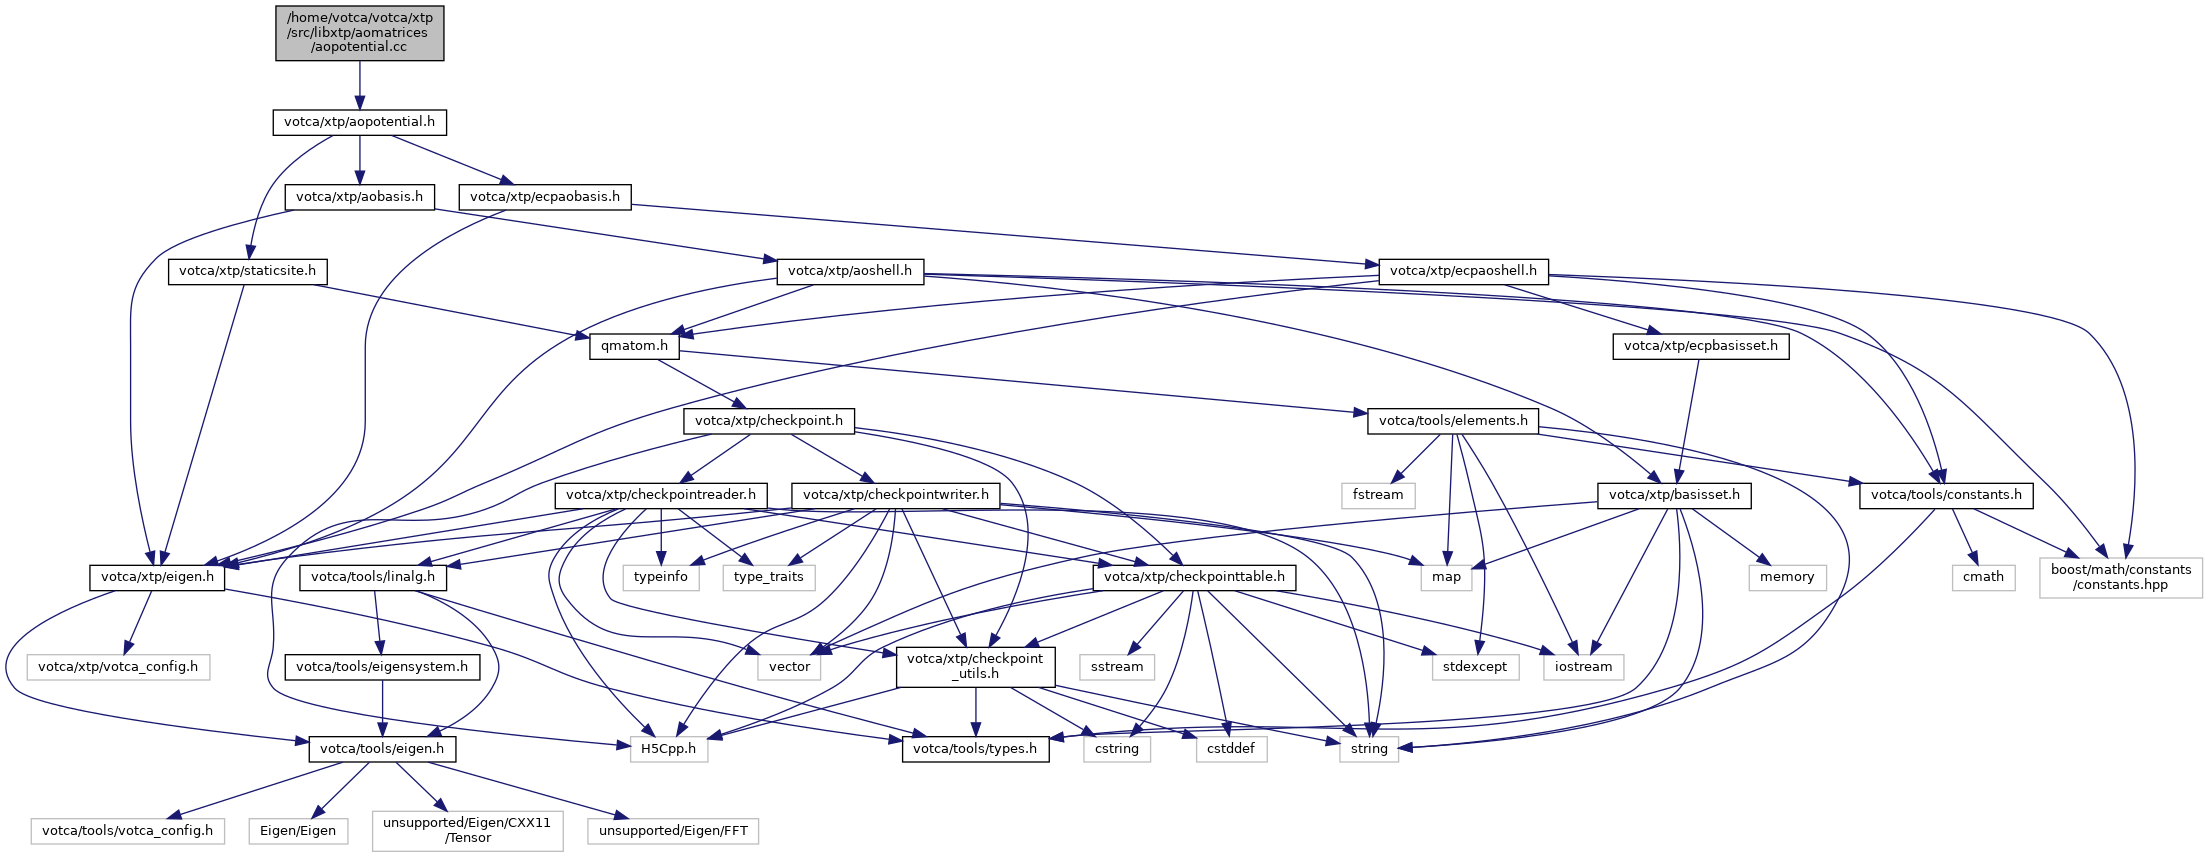 /home/votca/votca/xtp
/src/libxtp/aomatrices
/aopotential.cc
votca/xtp/aopotential.h
votca/xtp/aobasis.h
votca/xtp/ecpaobasis.h
votca/xtp/staticsite.h
votca/xtp/aoshell.h
votca/xtp/ecpaoshell.h
qmatom.h
votca/xtp/ecpbasisset.h
votca/xtp/checkpoint.h
votca/tools/elements.h
votca/xtp/checkpointreader.h
votca/xtp/checkpointwriter.h
fstream
votca/xtp/basisset.h
votca/tools/constants.h
votca/xtp/eigen.h
votca/tools/linalg.h
typeinfo
type_traits
votca/xtp/checkpointtable.h
map
memory
cmath
boost/math/constants
/constants.hpp
votca/xtp/votca_config.h
votca/tools/eigensystem.h
vector
votca/xtp/checkpoint
_utils.h
sstream
stdexcept
iostream
votca/tools/eigen.h
H5Cpp.h
votca/tools/types.h
cstring
cstddef
string
votca/tools/votca_config.h
Eigen/Eigen
unsupported/Eigen/CXX11
/Tensor
unsupported/Eigen/FFT